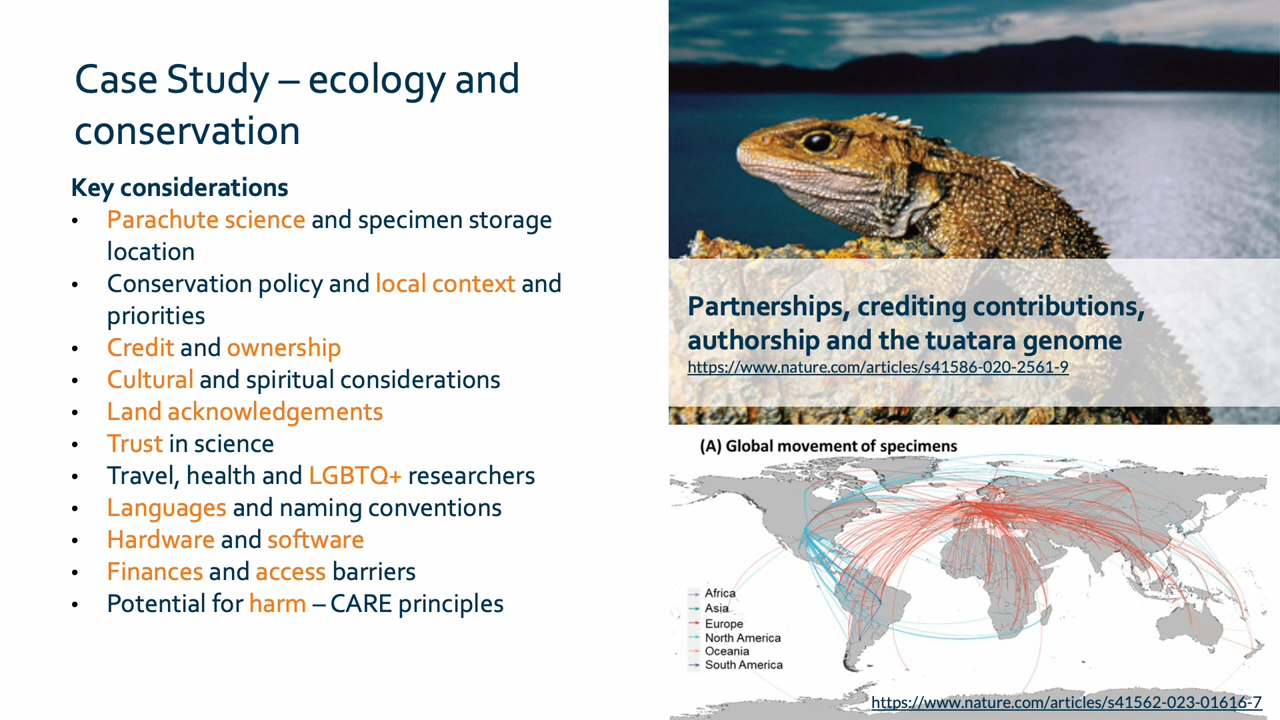 Case Study – ecology and
conservation
Key considerations
• Parachute science and specimen storage
location
• Conservation policy and local context and
priorities
• Credit and ownership
• Cultural and spiritual considerations
• Land acknowledgements
• Trust in science
• Travel, health and LGBTQ+ researchers
• Languages and naming conventions
• Hardware and software
• Finances and access barriers
• Potential for harm – CARE principles
Partnerships, crediting contributions,
authorship and the tuatara genome
https://www.nature.com/articles/s41586-020-2561-9
(A) Global movement of specimens
Africa
Asia
Europe
North America
Oceania
South America
https://www.nature.com/articles/s41562-023-01616-7